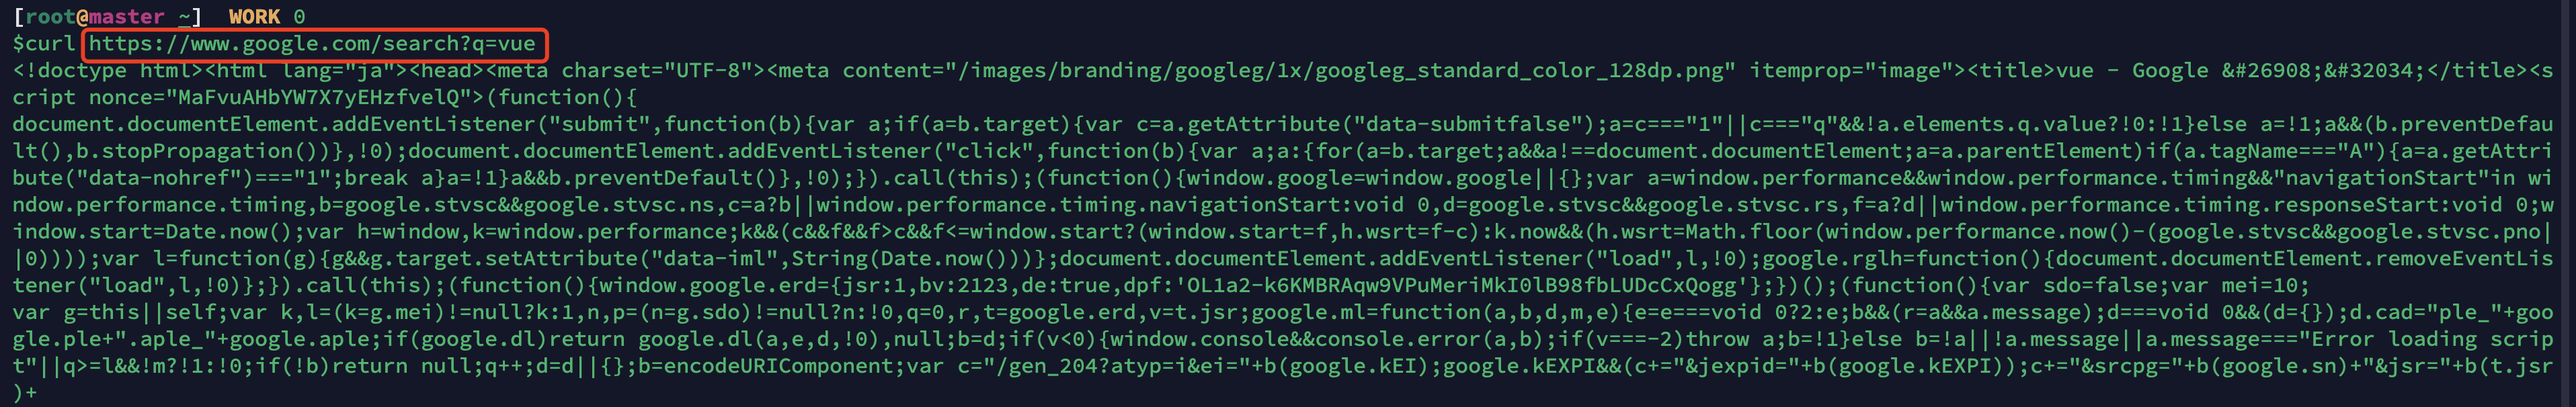 [root@master ~]  WORK 0
$curl https://www.google.com/search?q=vue
<!doctype html><html lang="ja"><head><meta charset="UTF-8"><meta content="/images/branding/googleg/1x/googleg_standard_color_128dp.png" itemprop="image"><title>vue - Google &#26908;&#32034;</title><s
cript nonce="MaFvuAHbYW7X7yEHzfvelQ">(function(){
document.documentElement.addEventListener("submit",function(b){var a;if(a=b.target){var c=a.getAttribute("data-submitfalse");a=c==="1"||c==="q"&&!a.elements.q.value?!0:!1}else a=!1;a&&(b.preventDefau
lt(),b.stopPropagation())},!0);document.documentElement.addEventListener("click",function(b){var a;a:{for(a=b.target;a&&a!==document.documentElement;a=a.parentElement)if(a.tagName==="A"){a=a.getAttri
bute("data-nohref")==="1";break a}a=!1}a&&b.preventDefault()},!0);}).call(this);(function(){window.google=window.google||{};var a=window.performance&&window.performance.timing&&"navigationStart"in wi
ndow.performance.timing,b=google.stvsc&&google.stvsc.ns,c=a?b||window.performance.timing.navigationStart:void 0,d=google.stvsc&&google.stvsc.rs,f=a?d||window.performance.timing.responseStart:void 0;w
indow.start=Date.now();var h=window,k=window.performance;k&&(c&&f&&f>c&&f<=window.start?(window.start=f,h.wsrt=f-c):k.now&&(h.wsrt=Math.floor(window.performance.now()-(google.stvsc&&google.stvsc.pno|
|0))));var l=function(g){g&&g.target.setAttribute("data-iml",String(Date.now()))};document.documentElement.addEventListener("load",l,!0);google.rglh=function(){document.documentElement.removeEventLis
tener("load",l,!0)};}).call(this);(function(){window.google.erd={jsr:1,bv:2123,de:true,dpf:'OL1a2-k6KMBRAqw9VPuMeriMkI0lB98fbLUDcCxQogg'};})();(function(){var sdo=false;var mei=10;
var g=this||self;var k,l=(k=g.mei)!=null?k:1,n,p=(n=g.sdo)!=null?n:!0,q=0,r,t=google.erd,v=t.jsr;google.ml=function(a,b,d,m,e){e=e===void 0?2:e;b&&(r=a&&a.message);d===void 0&&(d={});d.cad="ple_"+goo
gle.ple+".aple_"+google.aple;if(google.dl)return google.dl(a,e,d,!0),null;b=d;if(v<0){window.console&&console.error(a,b);if(v===-2)throw a;b=!1}else b=!a||!a.message||a.message==="Error loading scrip
t"||q>=l&&!m?!1:!0;if(!b)return null;q++;d=d||{};b=encodeURIComponent;var c="/gen_204?atyp=i&ei="+b(google.kEI);google.kEXPI&&(c+="&jexpid="+b(google.kEXPI));c+="&srcpg="+b(google.sn)+"&jsr="+b(t.jsr
)+